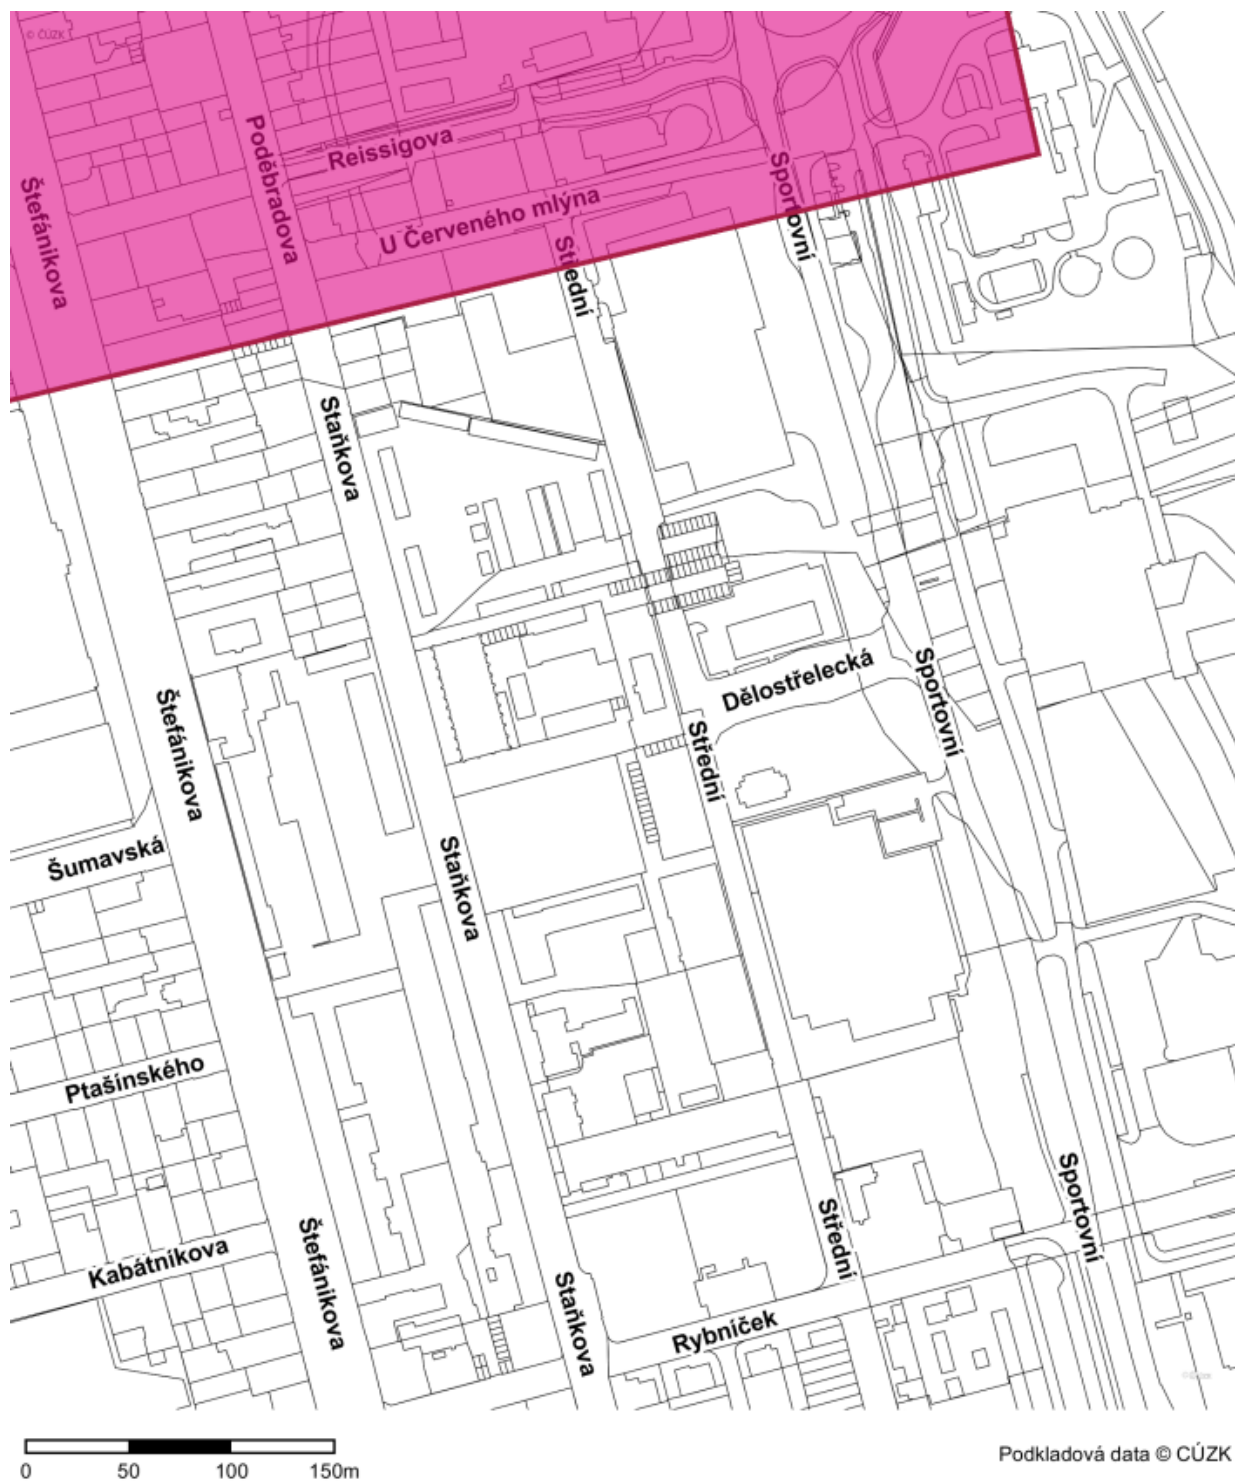 © ČÚZK
Poděbradova
Reissigova
Štefánikova
Sportovní
U Červeného mlýna
Střední
Staňkova
Dělostřelecká
Sportovní
Štefánikova
Střední
Šumavská
Staňkova
Ptašínského
Sportovní
Střední
Kabátníkova
Štefánikova
Staňkova
Rybníček
0 50 100 150m
Podkladová data © CÚZK